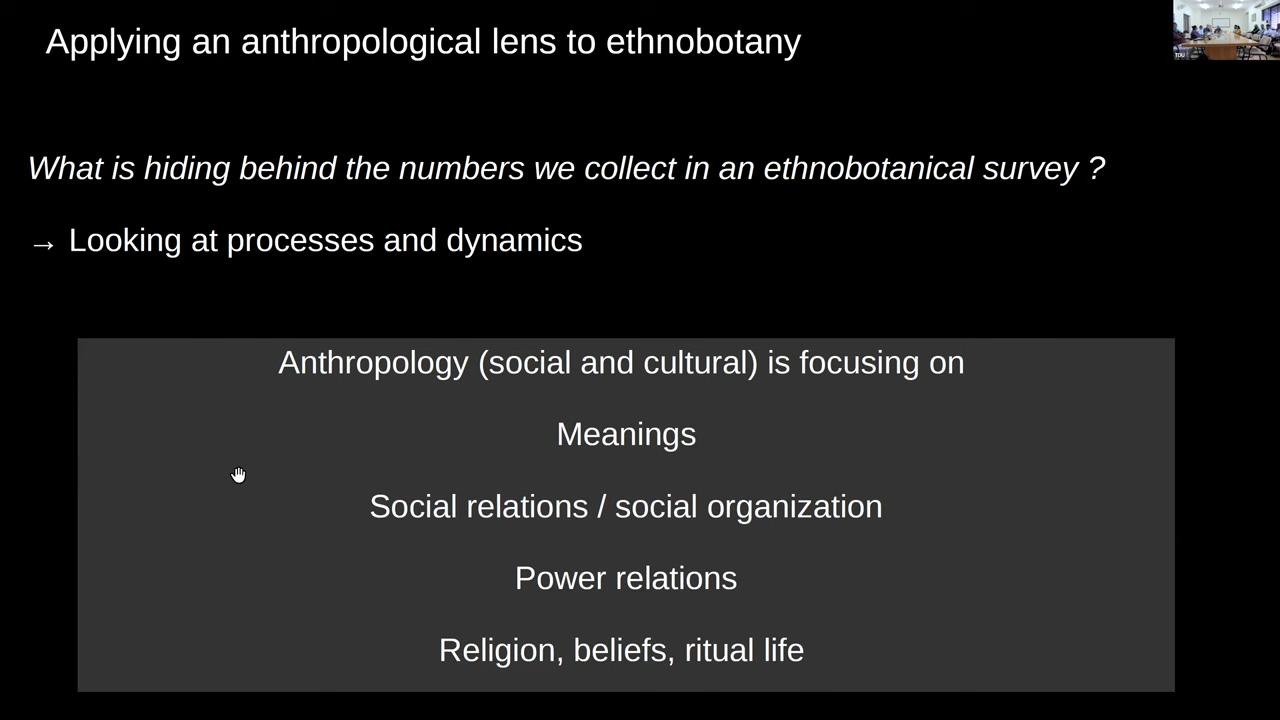 Applying an anthropological lens to ethnobotany
TDU
What is hiding behind the numbers we collect in an ethnobotanical survey ?
→ Looking at processes and dynamics
Anthropology (social and cultural) is focusing on
Meanings
Social relations / social organization
Power relations
Religion, beliefs, ritual life